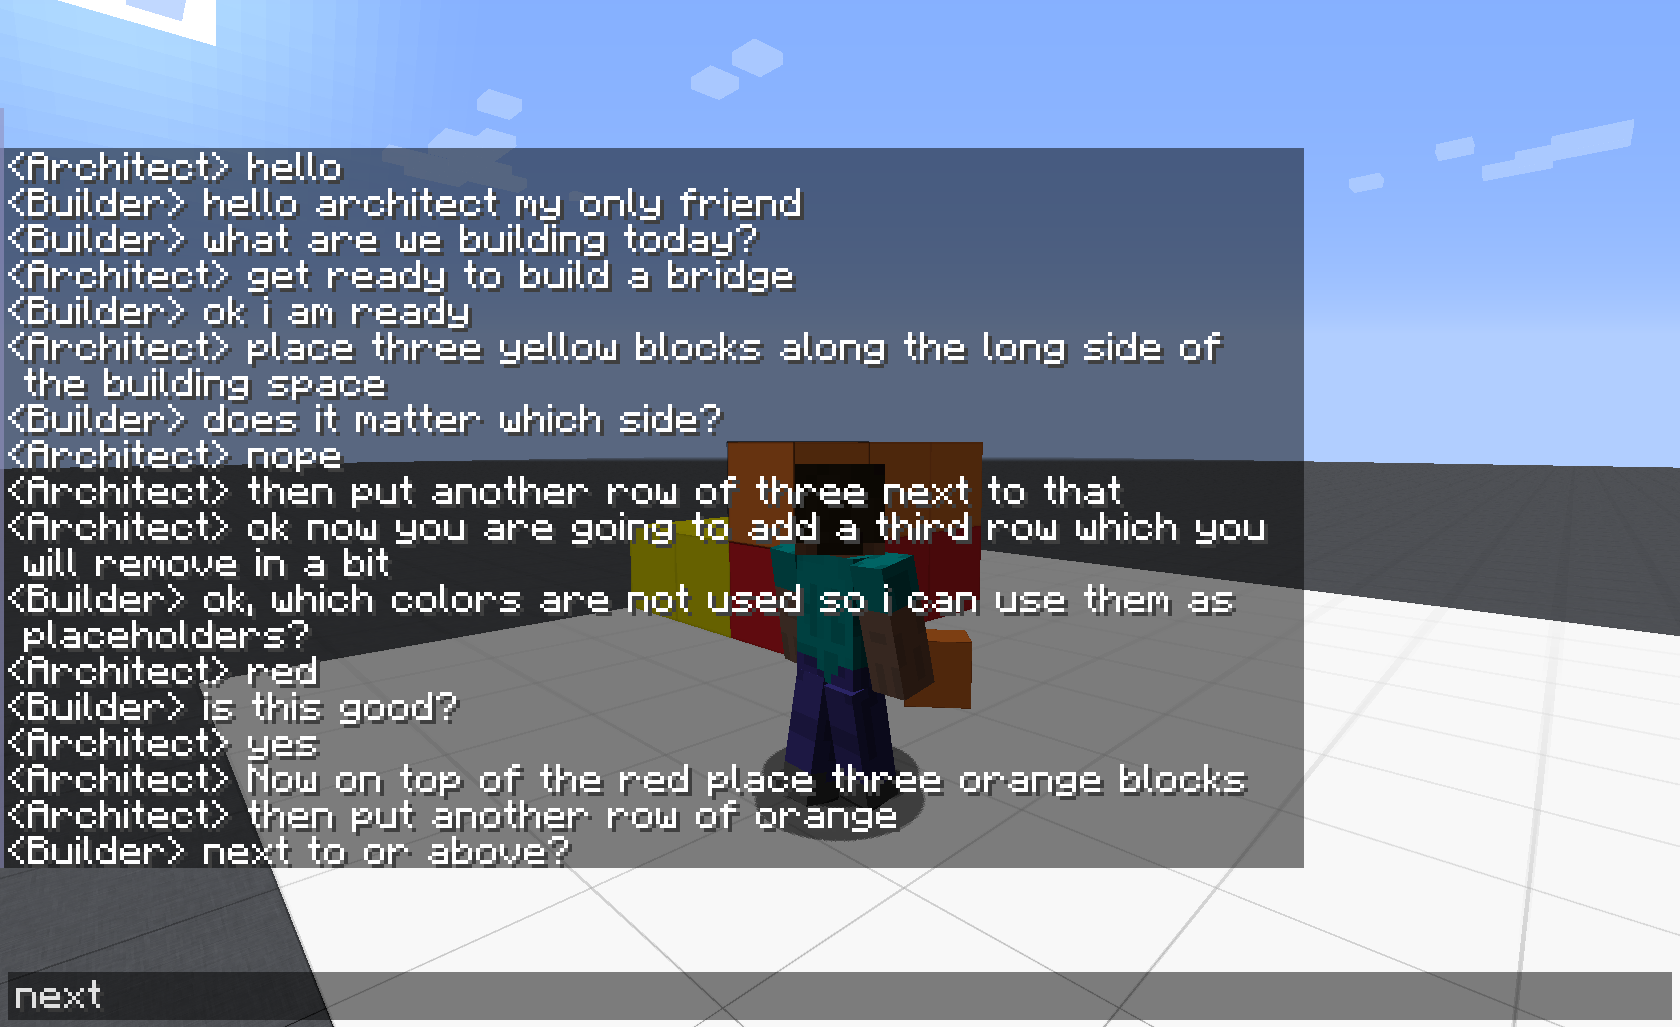 <Architect> hello
<Builder> hello architect my only friend
<Builder> what are we building today?
<Architect> get ready to build a bridge
<Builder> ok i am ready
<Architect> place three yellow blocks along the long side of
the building space
<Builder> does it matter which side?
<Architect> nope
<Architect> then put another row of three next to that
<Architect> ok now you are going to add a third row which you
will remove in a bit
<Builder> ok, which colors are not used so i can use them as
placeholders?
<Architect> red
<Builder> is this good?
<Architect> yes
<Architect> Now on top of the red place three orange blocks
<Architect> then put another row of orange
<Builder> next to or above?
next